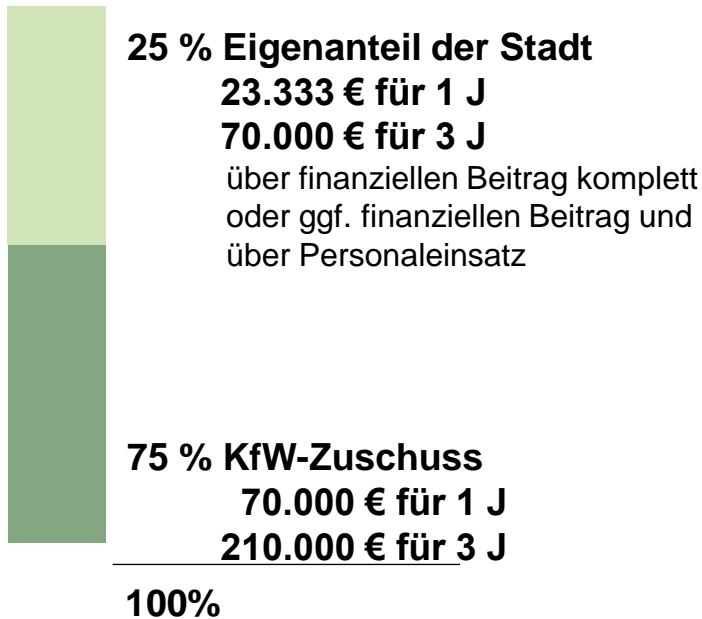 25 % Eigenanteil der Stadt
23.333 € für 1 J
70.000 € für 3 J
über finanziellen Beitrag komplett
oder ggf. finanziellen Beitrag und
über Personaleinsatz
75 % KfW-Zuschuss
70.000 € für 1 J
210.000 € für 3 J
100%